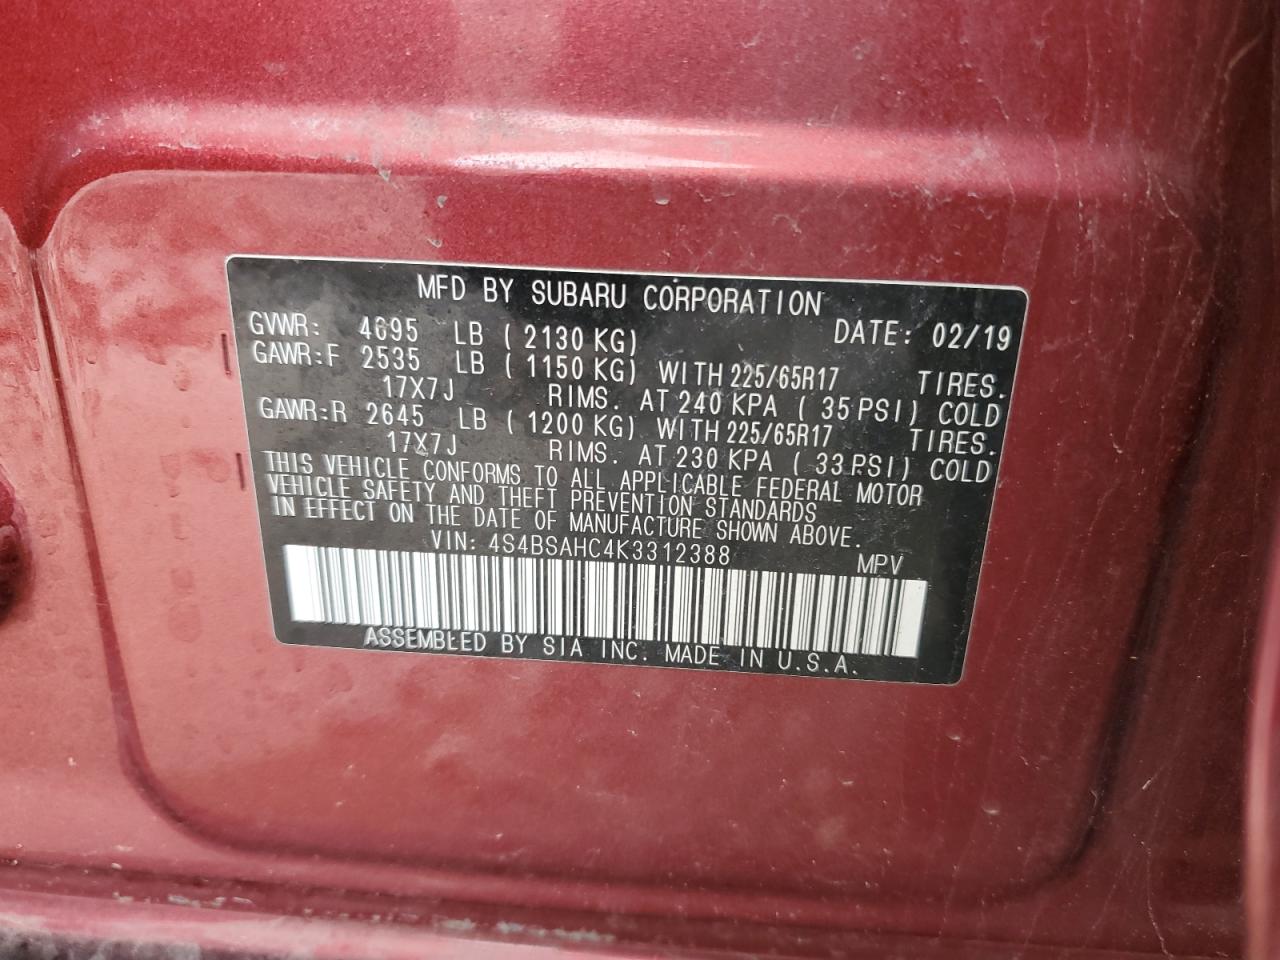 MFD BY SUBARU CORPORATION
GVWR: 4695 LB ( 2130 KG) DATE: 02/19
GAWR:F 2535 LB ( 1150 KG) WITH 225/65R17 TIRES.
17X7J RIMS. AT 240 KPA ( 35 PSI) COLD
GAWR:R 2645 LB ( 1200 KG) WITH 225/65R17 TIRES.
17X7J RIMS. AT 230 KPA ( 33 PSI) COLD
THIS VEHICLE CONFORMS TO ALL APPLICABLE FEDERAL MOTOR
VEHICLE SAFETY AND THEFT PREVENTION STANDARDS
IN EFFECT ON THE DATE OF MANUFACTURE SHOWN ABOVE.
VIN: 4S4BSAHC4K3312388 MPV
ASSEMBLED BY SIA INC. MADE IN U.S.A.